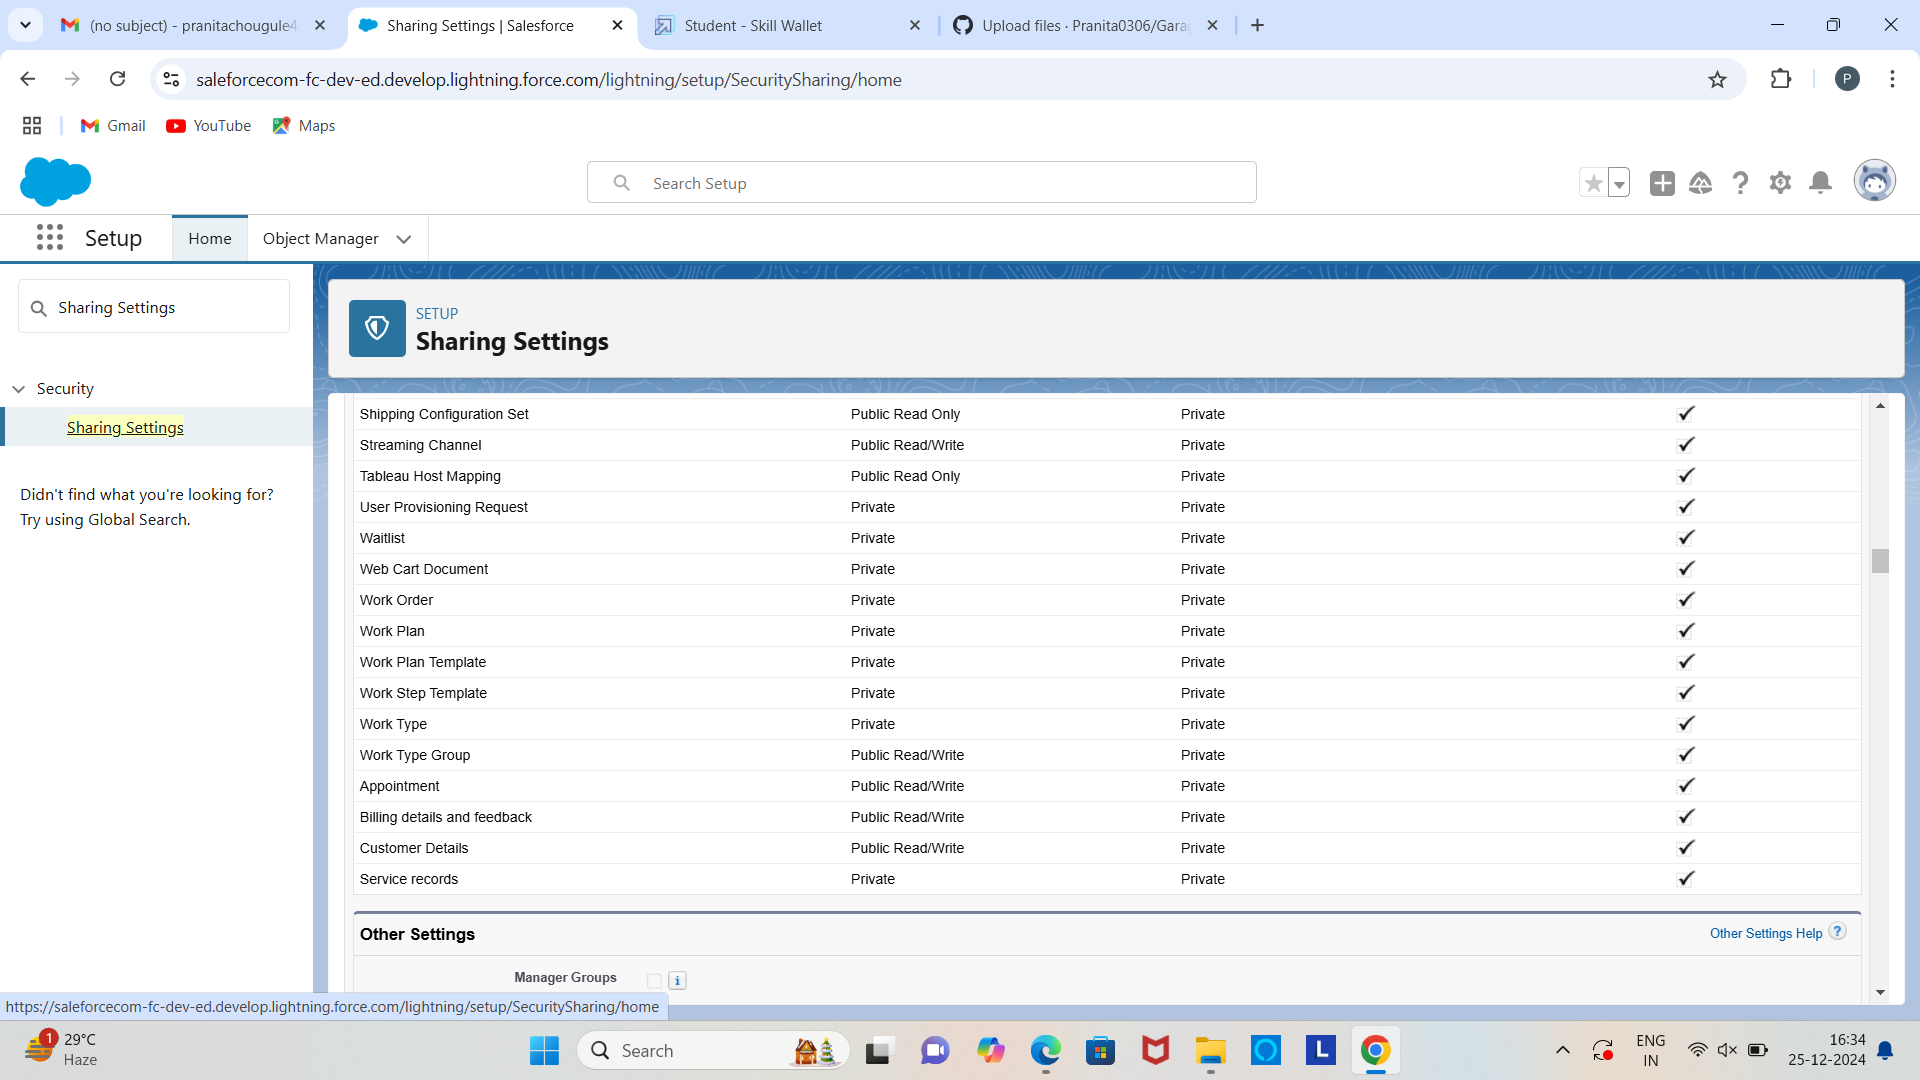 (no subject) - pranitachougule4
Sharing Settings | Salesforce
Student - Skill Wallet
Upload files · Pranita0306/Garag
saleforcecom-fc-dev-ed.develop.lightning.force.com/lightning/setup/SecuritySharing/home
P
Gmail
YouTube
Maps
Search Setup
Setup
Home
Object Manager
Sharing Settings
SETUP
Sharing Settings
Security
Sharing Settings
Didn't find what you're looking for?
Try using Global Search.
Shipping Configuration Set Public Read Only Private
Streaming Channel Public Read/Write Private
Tableau Host Mapping Public Read Only Private
User Provisioning Request Private Private
Waitlist Private Private
Web Cart Document Private Private
Work Order Private Private
Work Plan Private Private
Work Plan Template Private Private
Work Step Template Private Private
Work Type Private Private
Work Type Group Public Read/Write Private
Appointment Public Read/Write Private
Billing details and feedback Public Read/Write Private
Customer Details Public Read/Write Private
Service records Private Private
Other Settings
Other Settings Help ?
Manager Groups
i
https://saleforcecom-fc-dev-ed.develop.lightning.force.com/lightning/setup/SecuritySharing/home
1
29°C
Haze
Search
L
ENG
IN
16:34
25-12-2024